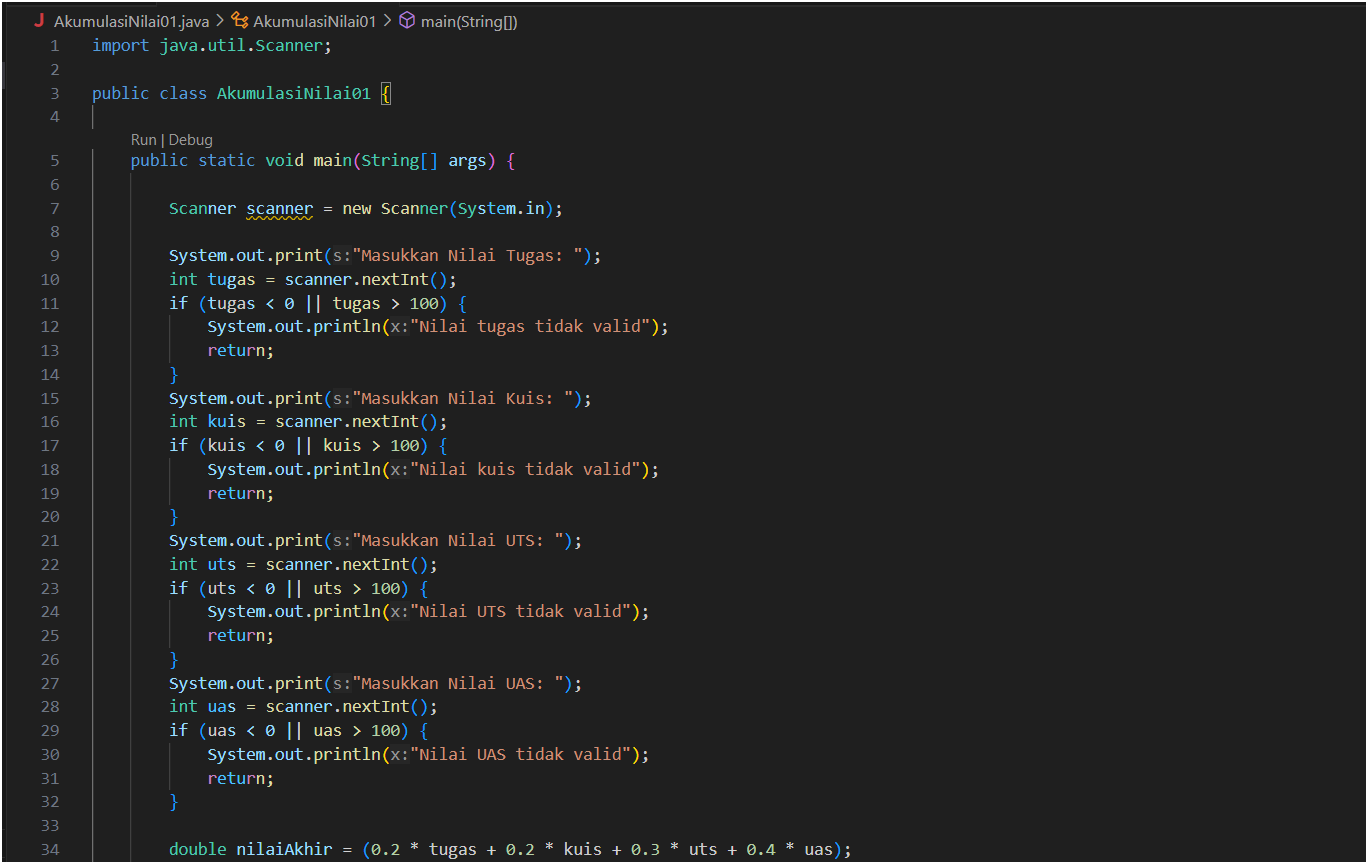 AkumulasiNilai01.java > AkumulasiNilai01 > main(String[])
1 import java.util.Scanner;
2
3 public class AkumulasiNilai01 {
4
Run | Debug
5 public static void main(String[] args) {
6
7 Scanner scanner = new Scanner(System.in);
8
9 System.out.print(s:"Masukkan Nilai Tugas: ");
10 int tugas = scanner.nextInt();
11 if (tugas < 0 || tugas > 100) {
12 System.out.println(x:"Nilai tugas tidak valid");
13 return;
14 }
15 System.out.print(s:"Masukkan Nilai Kuis: ");
16 int kuis = scanner.nextInt();
17 if (kuis < 0 || kuis > 100) {
18 System.out.println(x:"Nilai kuis tidak valid");
19 return;
20 }
21 System.out.print(s:"Masukkan Nilai UTS: ");
22 int uts = scanner.nextInt();
23 if (uts < 0 || uts > 100) {
24 System.out.println(x:"Nilai UTS tidak valid");
25 return;
26 }
27 System.out.print(s:"Masukkan Nilai UAS: ");
28 int uas = scanner.nextInt();
29 if (uas < 0 || uas > 100) {
30 System.out.println(x:"Nilai UAS tidak valid");
31 return;
32 }
33
34 double nilaiAkhir = (0.2 * tugas + 0.2 * kuis + 0.3 * uts + 0.4 * uas);